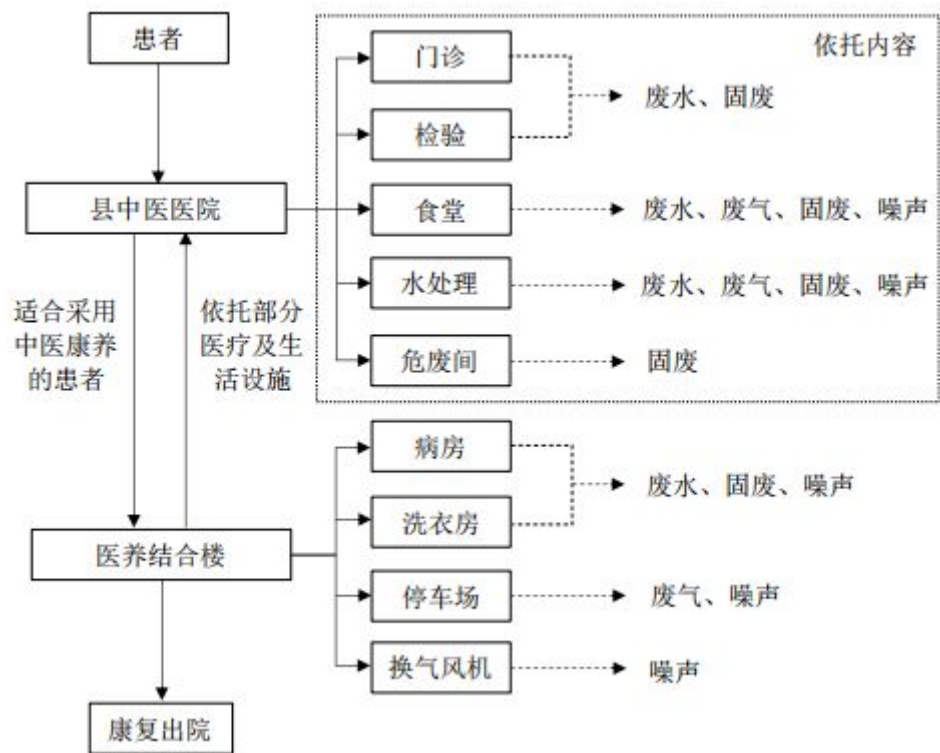 患者
县中医医院
适合采用
中医康养
的患者
依托部分
医疗及生
活设施
医养结合楼
康复出院
依托内容
门诊
检验
废水、固废
食堂
废水、废气、固废、噪声
水处理
废水、废气、固废、噪声
危废间
固废
病房
洗衣房
废水、固废、噪声
停车场
废气、噪声
换气风机
噪声